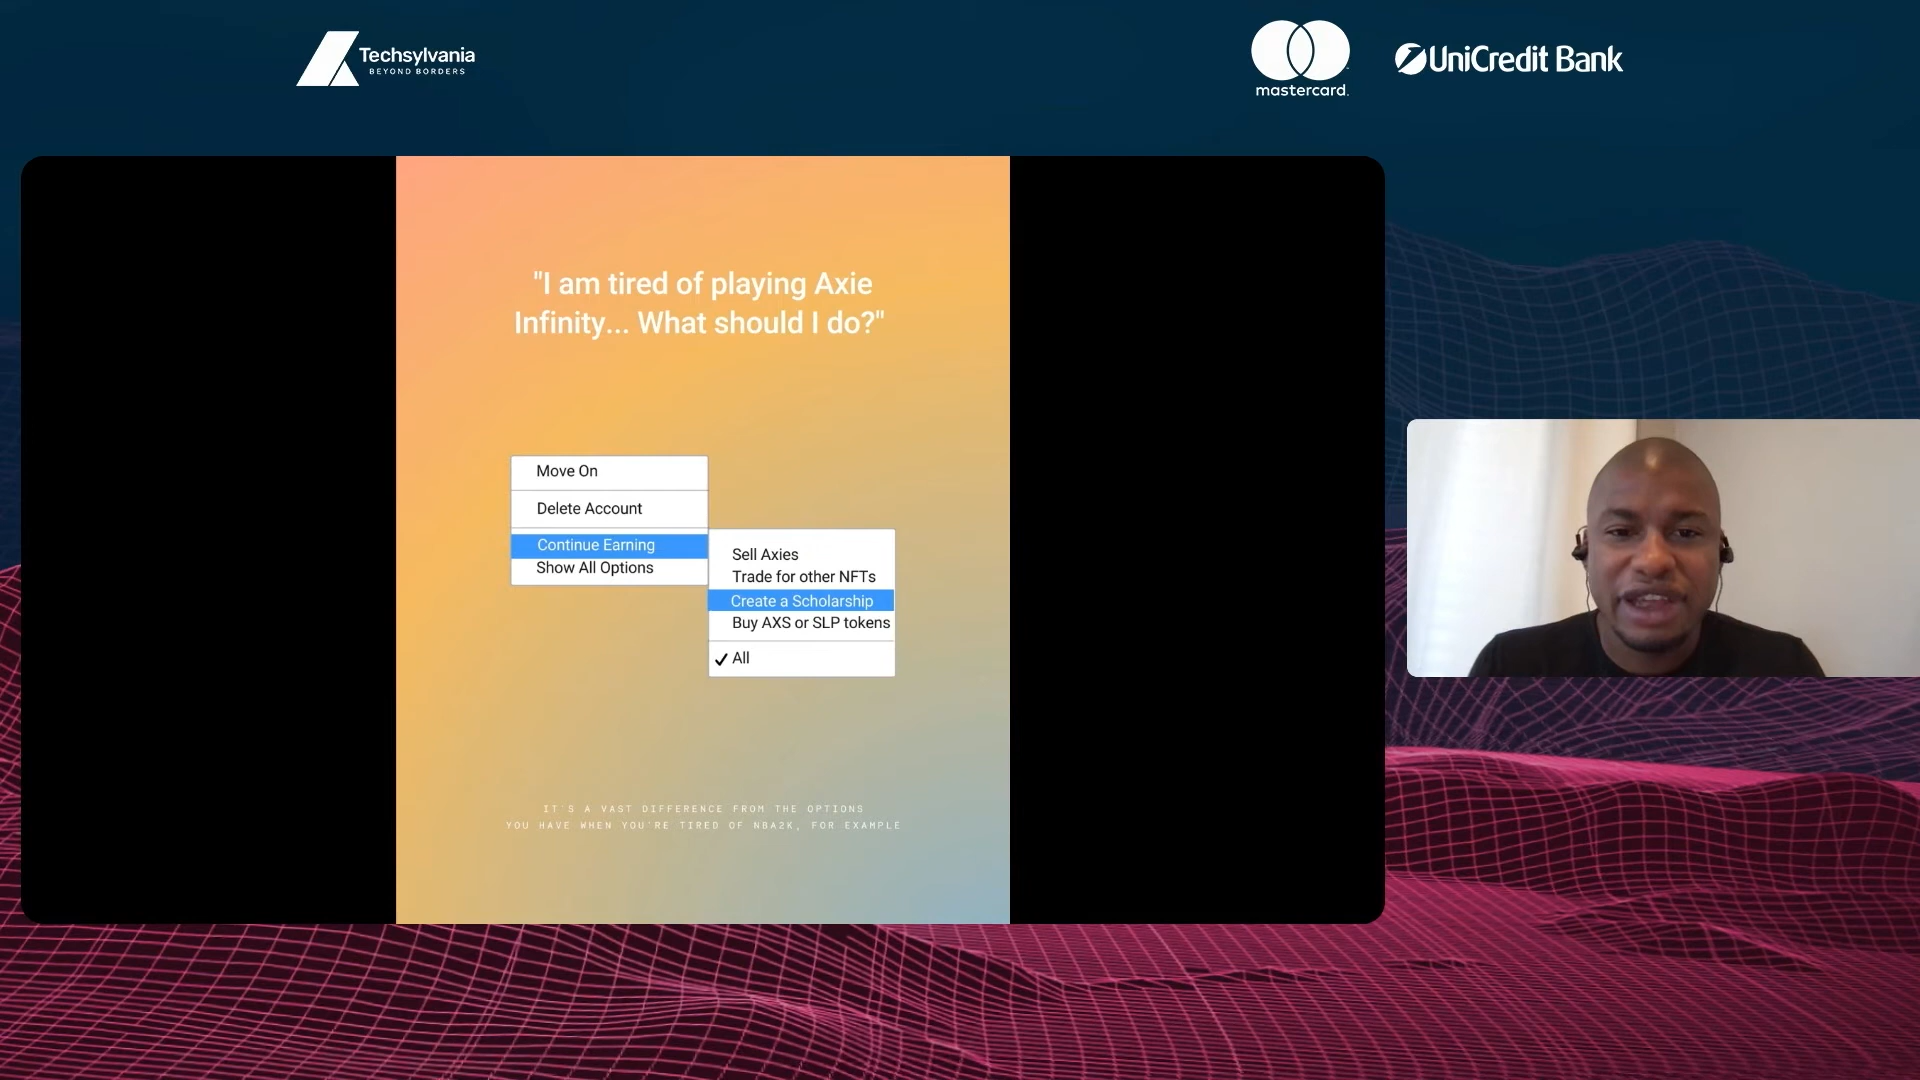 Techsylvania
BEYOND BORDERS
mastercard.
UniCredit Bank
"I am tired of playing Axie
Infinity... What should I do?"
Move On
Delete Account
Continue Earning
Show All Options
Sell Axies
Trade for other NFTs
Create a Scholarship
Buy AXS or SLP tokens
All
IT'S A VAST DIFFERENCE FROM THE OPTIONS
YOU HAVE WHEN YOU'RE TIRED OF NBA2K, FOR EXAMPLE